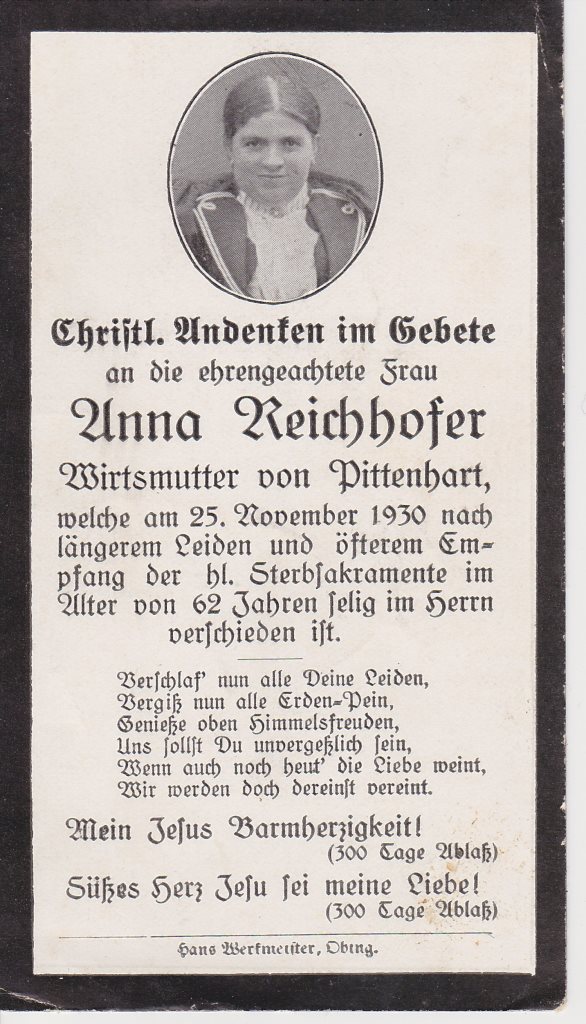 Christl. Andenken im Gebete
an die ehrengeachtete Frau
Anna Reichhofer
Wirtsmutter von Pittenhart,
welche am 25. November 1930 nach
längerem Leiden und öfterem Em=
pfang der hl. Sterbsakramente im
Alter von 62 Jahren selig im Herrn
verschieden ist.
Verschlaf' nun alle Deine Leiden,
Vergiß nun alle Erden=Pein,
Genieße oben Himmelsfreuden,
Uns sollst Du unvergeßlich sein,
Wenn auch noch heut' die Liebe weint,
Wir werden doch dereinst vereint.
Mein Jesus Barmherzigkeit!
(300 Tage Ablaß)
Süßes Herz Jesu sei meine Liebe!
(300 Tage Ablaß)
Hans Werkmeister, Obing.